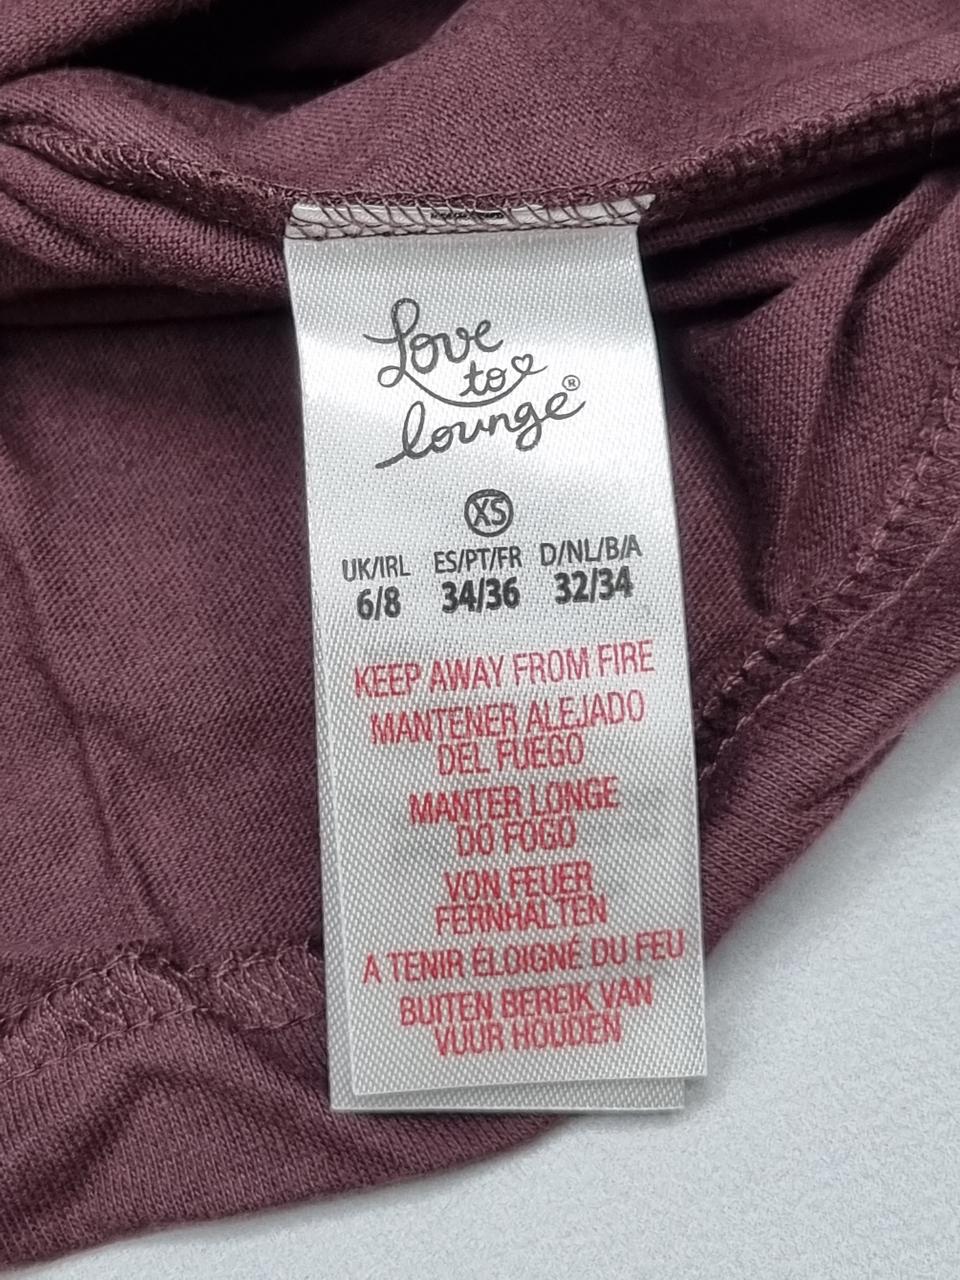 Love
to
lounge®
XS
UK/IRL ES/PT/FR D/NL/B/A
6/8 34/36 32/34
KEEP AWAY FROM FIRE
MANTENER ALEJADO
DEL FUEGO
MANTER LONGE
DO FOGO
VON FEUER
FERNHALTEN
A TENIR ÉLOIGNÉ DU FEU
BUITEN BEREIK VAN
VUUR HOUDEN